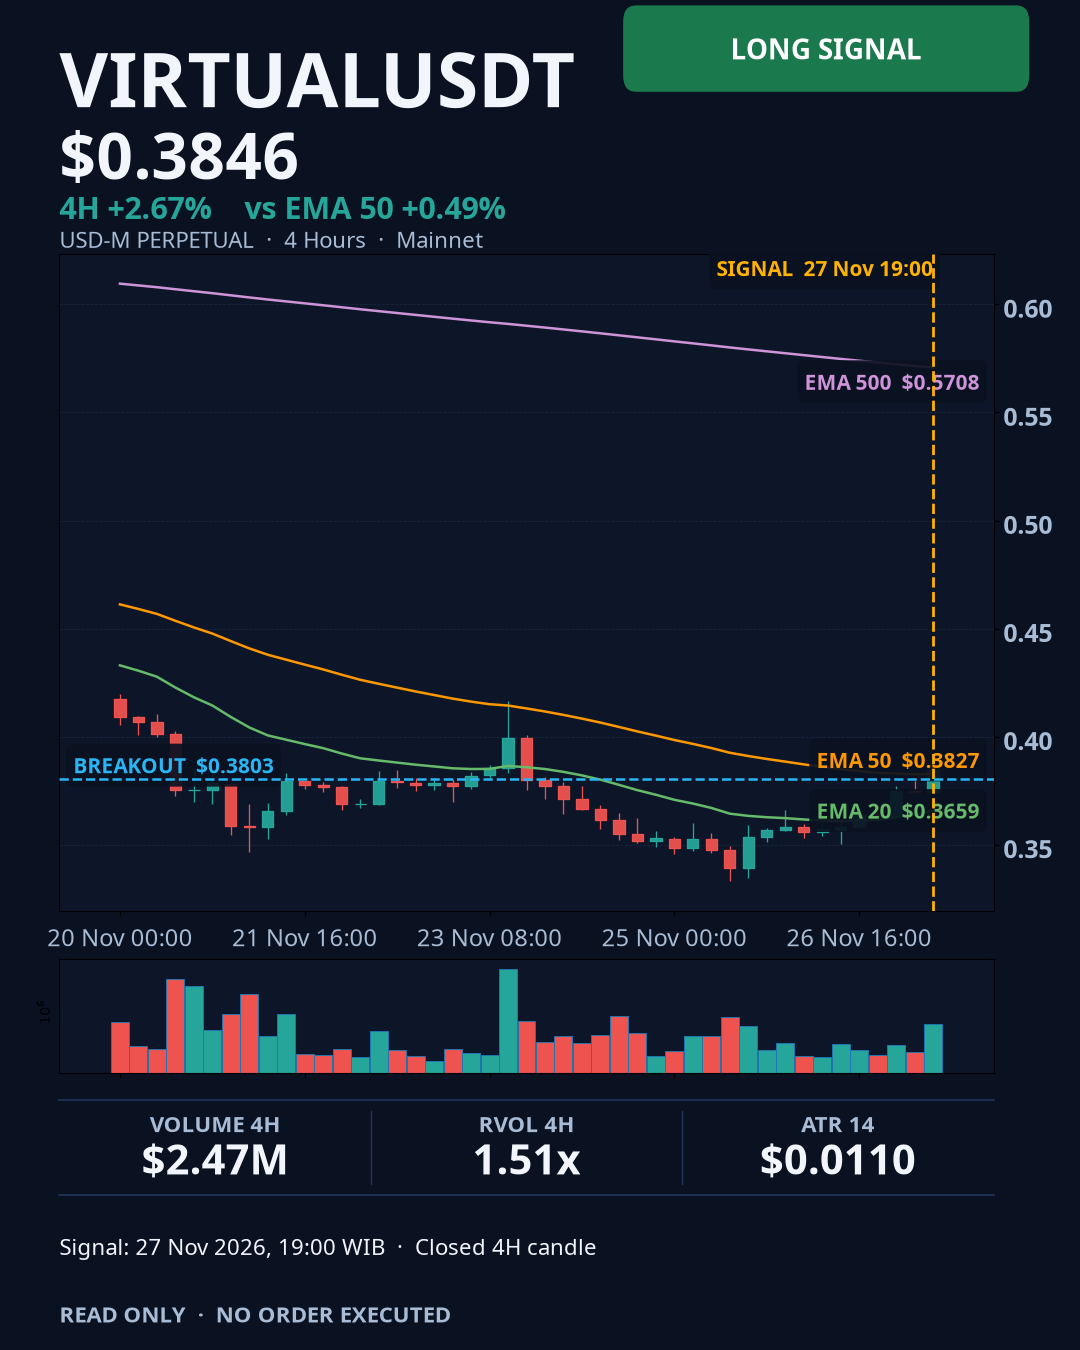 VIRTUALUSDT
LONG SIGNAL
$0.3846
4H +2.67% vs EMA 50 +0.49%
USD-M PERPETUAL · 4 Hours · Mainnet
SIGNAL 27 Nov 19:00
0.60
EMA 500 $0.5708
0.55
0.50
0.45
0.40
EMA 50 $0.3827
BREAKOUT $0.3803
EMA 20 $0.3659
0.35
20 Nov 00:00 21 Nov 16:00 23 Nov 08:00 25 Nov 00:00 26 Nov 16:00
10⁶
VOLUME 4H RVOL 4H ATR 14
$2.47M 1.51x $0.0110
Signal: 27 Nov 2026, 19:00 WIB · Closed 4H candle
READ ONLY · NO ORDER EXECUTED